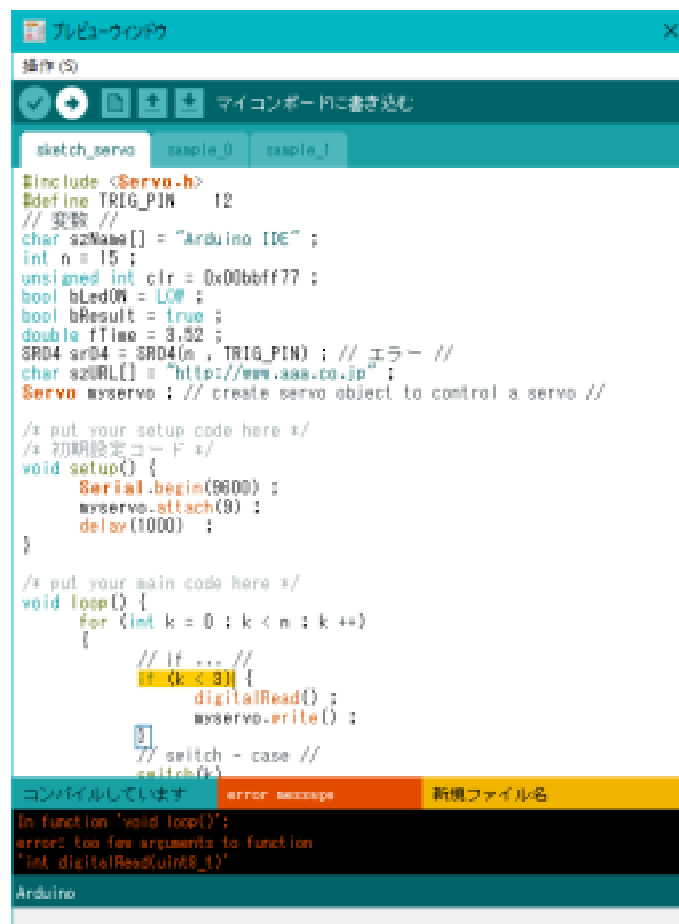 プレビューウィンドウ
操作(S)
マイコンボードに書き込む
sketch_servo sample_0 sample_1
#include <Servo.h>
#define TRIG_PIN 12
// 変数 //
char szName[] = "Arduino IDE" ;
int n = 15 ;
unsigned int clr = 0x00bbff77 ;
bool bLedON = LOW ;
bool bResult = true ;
double fTime = 3.52 ;
SR04 sr04 = SR04(n , TRIG_PIN) ; // エラー //
char szURL[] = "http://www.aaa.co.jp" ;
Servo myservo ; // create servo object to control a servo //
/* put your setup code here */
/* 初期設定コード */
void setup() {
Serial.begin(9600) ;
myservo.attach(9) ;
delay(1000) ;
}
/* put your main code here */
void loop() {
for (int k = 0 ; k < n ; k ++)
{
// if ... //
if (k < 3) {
digitalRead() ;
myservo.write() ;
}
// switch - case //
switch(k)
コンパイルしています error message 新規ファイル名
In function 'void loop()':
error: too few arguments to function
'int digitalRead(uint8_t)'
Arduino